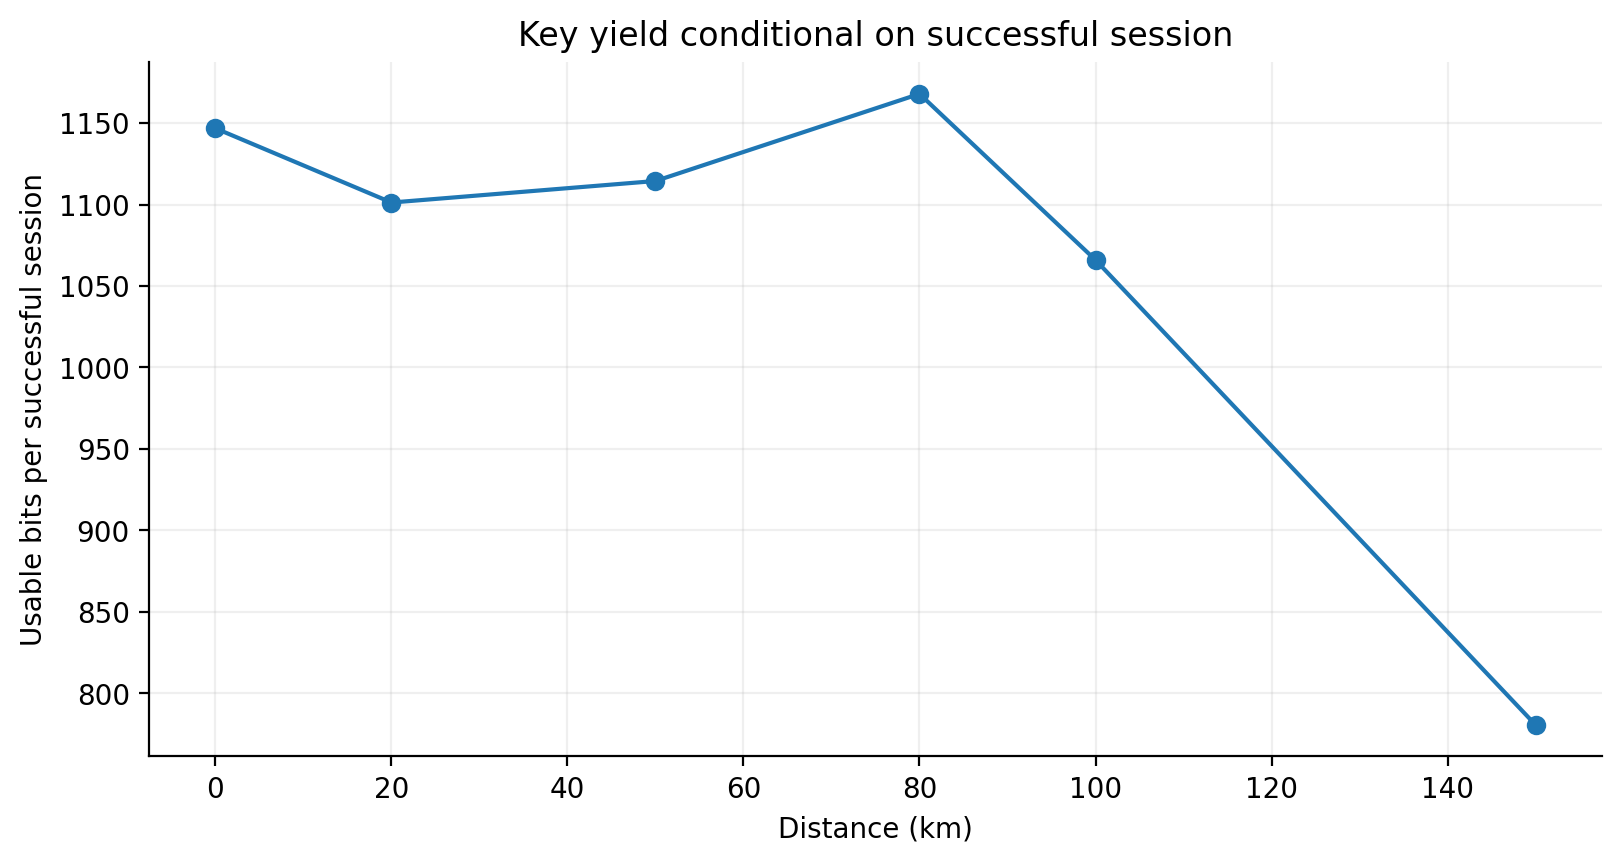 Key yield conditional on successful session
Usable bits per successful session
1150
1100
1050
1000
950
900
850
800
0 20 40 60 80 100 120 140
Distance (km)